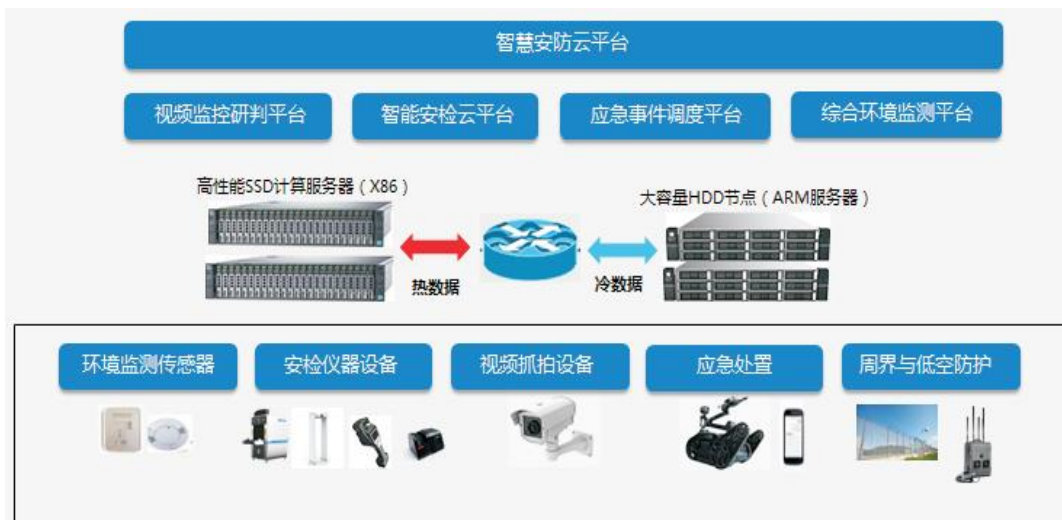 智慧安防云平台
视频监控研判平台
智能安检云平台
应急事件调度平台
综合环境监测平台
高性能SSD计算服务器（X86）
大容量HDD节点（ARM服务器）
热数据
冷数据
环境监测传感器
安检仪器设备
视频抓拍设备
应急处置
周界与低空防护